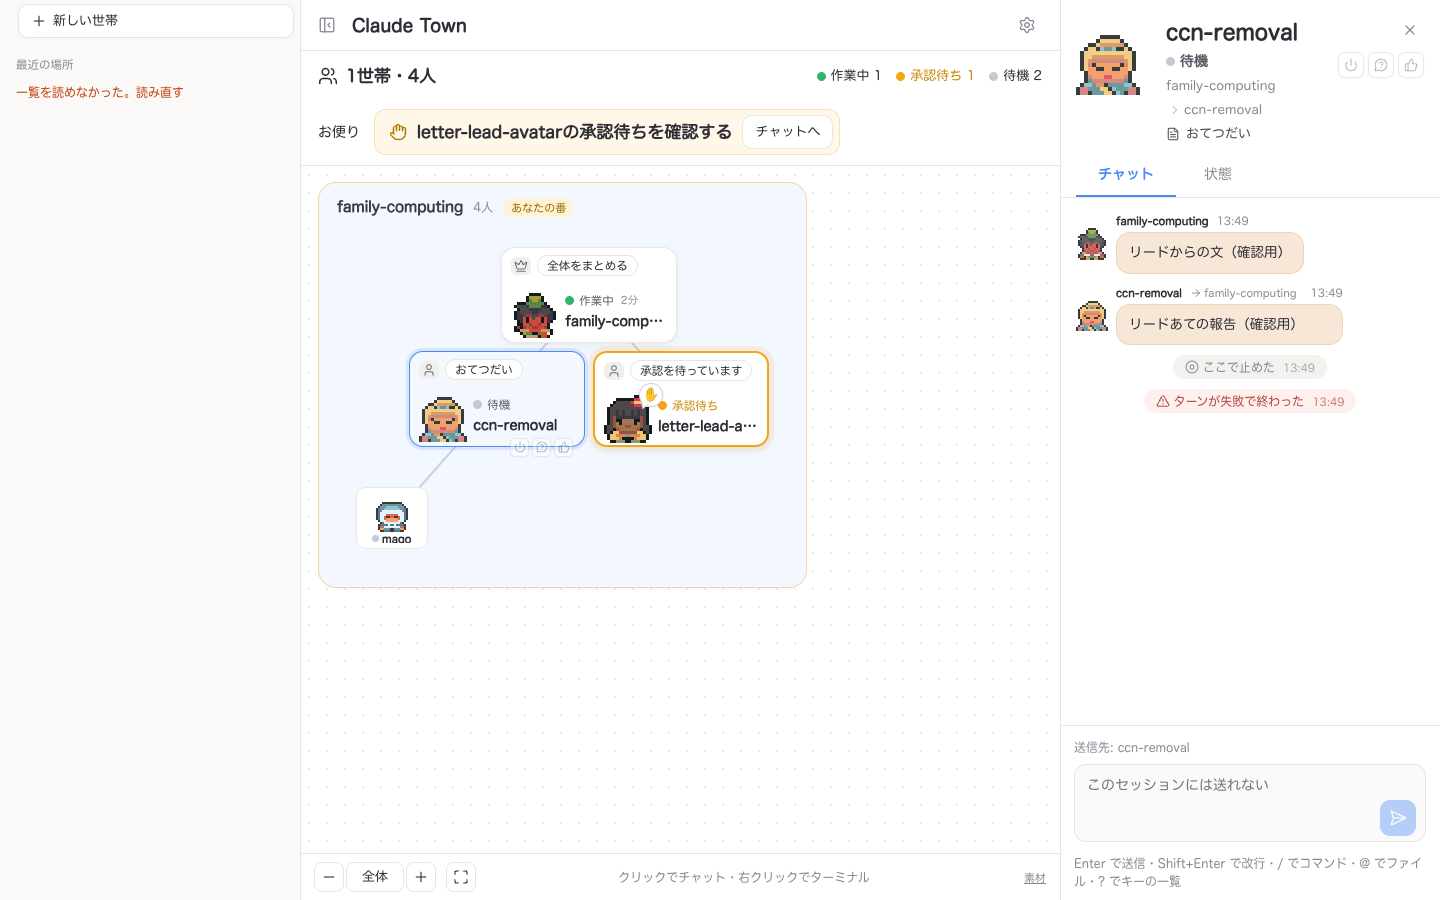 新しい世帯
最近の場所
一覧を読めなかった。読み直す
Claude Town
1世帯・4人
作業中 1
承認待ち 1
待機 2
お便り
letter-lead-avatarの承認待ちを確認する
チャットへ
family-computing 4人 あなたの番
全体をまとめる
作業中 2分
family-comp…
おてつだい
待機
ccn-removal
承認を待っています
承認待ち
letter-lead-a…
mago
全体
クリックでチャット・右クリックでターミナル
素材
ccn-removal
待機
family-computing
ccn-removal
おてつだい
チャット
状態
family-computing 13:49
リードからの文（確認用）
ccn-removal → family-computing 13:49
リードあての報告（確認用）
ここで止めた 13:49
ターンが失敗で終わった 13:49
送信先: ccn-removal
このセッションには送れない
Enter で送信・Shift+Enter で改行・/ でコマンド・@ でファイ
ル・? でキーの一覧